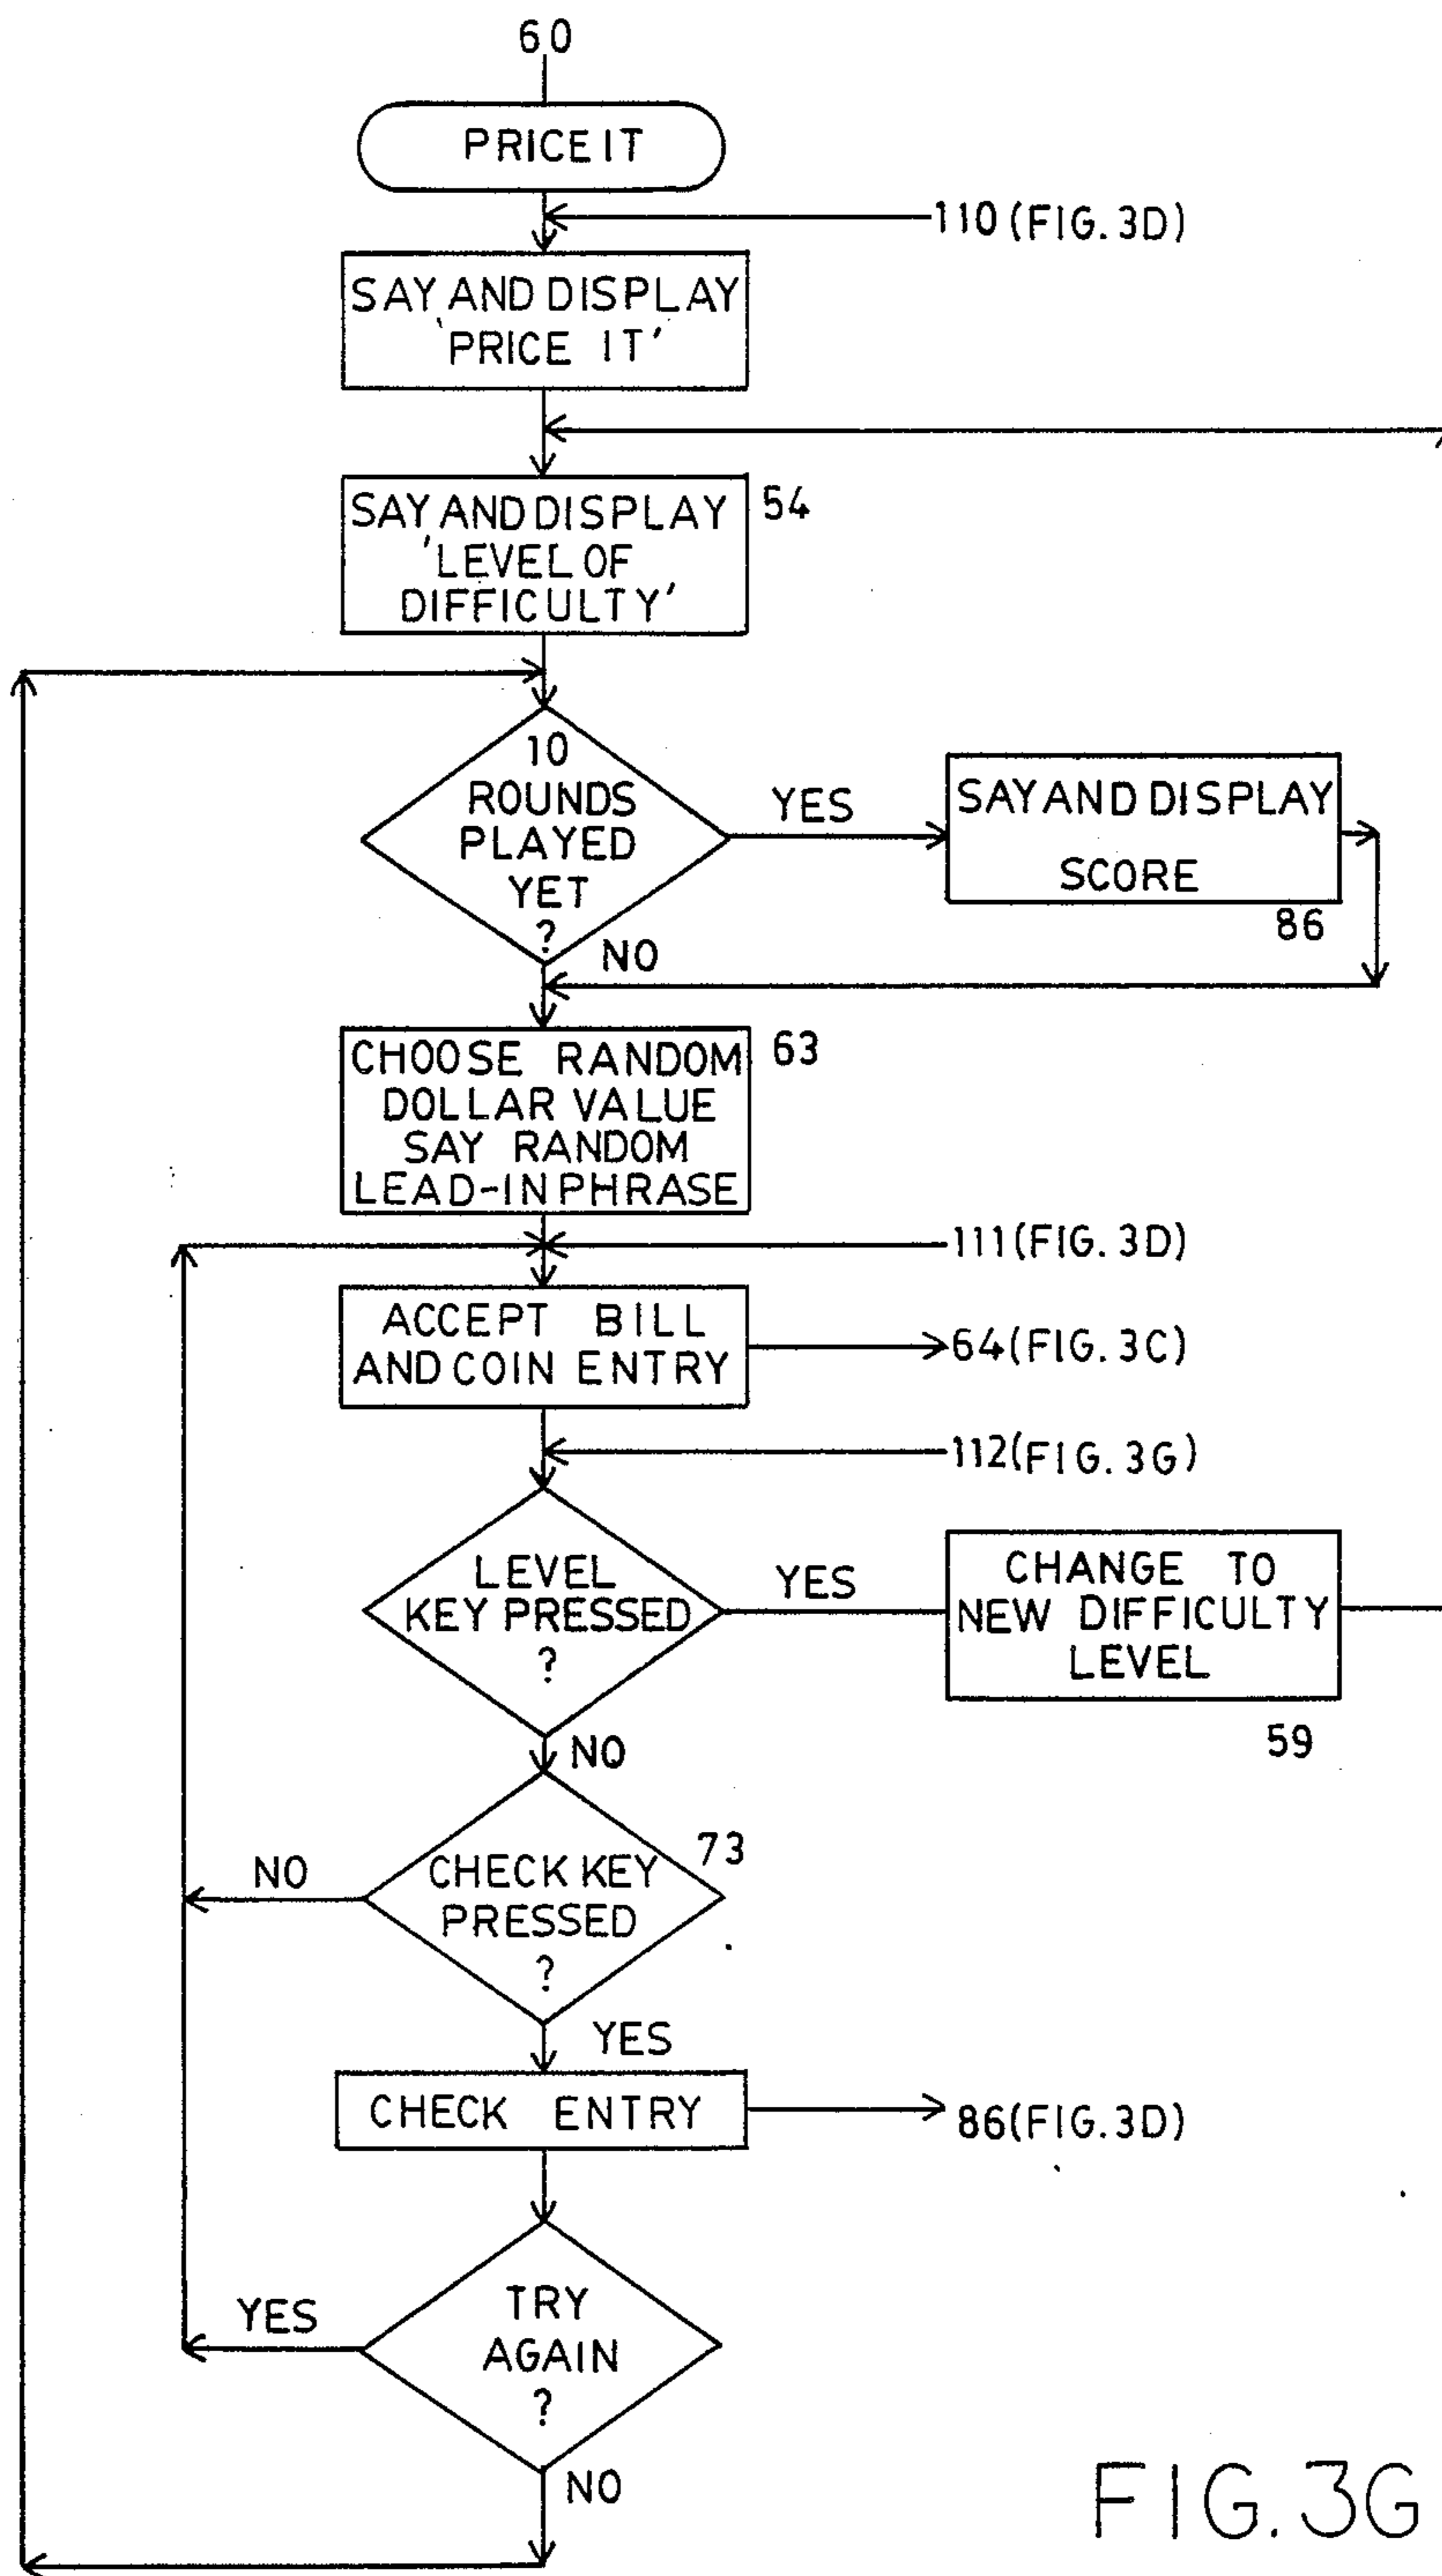 60
PRICE IT
110 (FIG. 3D)
SAY AND DISPLAY
'PRICE IT'
SAY AND DISPLAY
'LEVEL OF
DIFFICULTY'
54
10
ROUNDS
PLAYED
YET
?
YES
SAY AND DISPLAY
SCORE
86
NO
CHOOSE RANDOM
DOLLAR VALUE
SAY RANDOM
LEAD-IN PHRASE
63
111 (FIG. 3D)
ACCEPT BILL
AND COIN ENTRY
64 (FIG. 3C)
112 (FIG. 3G)
LEVEL
KEY PRESSED
?
YES
CHANGE TO
NEW DIFFICULTY
LEVEL
59
NO
CHECK KEY
PRESSED
?
73
NO
YES
CHECK ENTRY
86 (FIG. 3D)
TRY
AGAIN
?
YES
NO
FIG. 3G